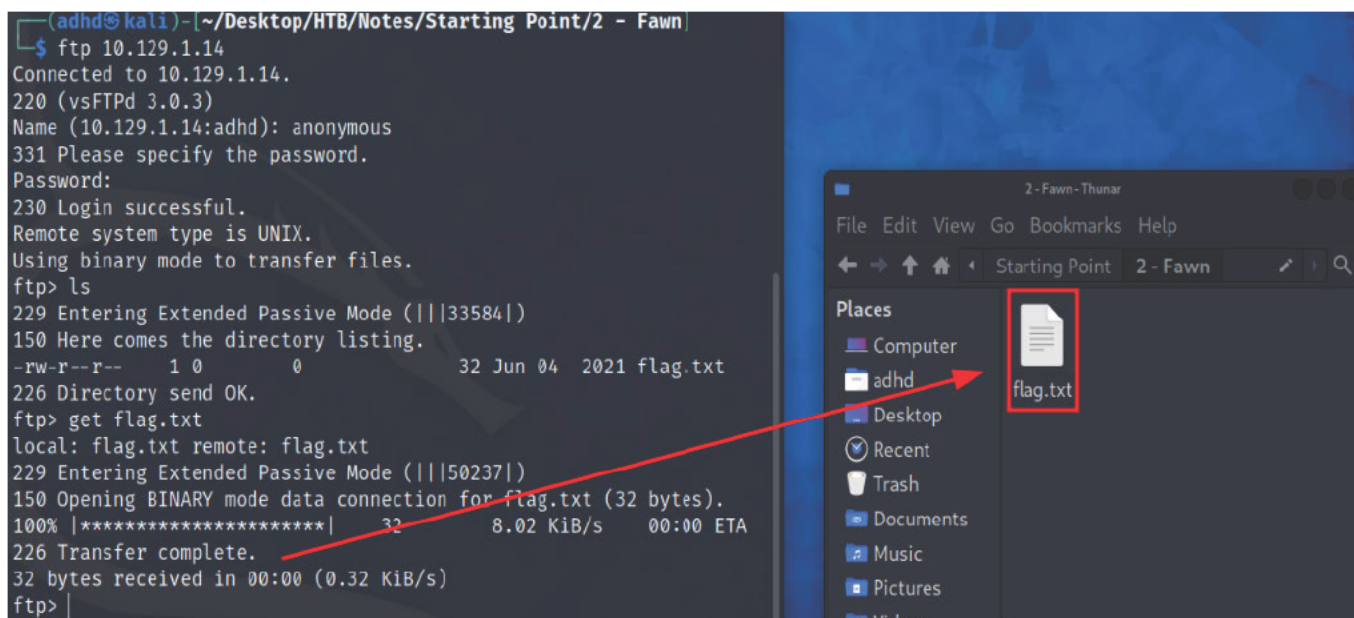 (adhd㉿kali)-[~/Desktop/HTB/Notes/Starting Point/2 - Fawn]
$ ftp 10.129.1.14
Connected to 10.129.1.14.
220 (vsFTPd 3.0.3)
Name (10.129.1.14:adhd): anonymous
331 Please specify the password.
Password:
230 Login successful.
Remote system type is UNIX.
Using binary mode to transfer files.
ftp> ls
229 Entering Extended Passive Mode (|||33584|)
150 Here comes the directory listing.
-rw-r--r--    1 0        0              32 Jun 04  2021 flag.txt
226 Directory send OK.
ftp> get flag.txt
local: flag.txt remote: flag.txt
229 Entering Extended Passive Mode (|||50237|)
150 Opening BINARY mode data connection for flag.txt (32 bytes).
100% |***********************|    32        8.02 KiB/s    00:00 ETA
226 Transfer complete.
32 bytes received in 00:00 (0.32 KiB/s)
ftp>
2 - Fawn - Thunar
File Edit View Go Bookmarks Help
Starting Point 2 - Fawn
Places
Computer
adhd
Desktop
Recent
Trash
Documents
Music
Pictures
flag.txt